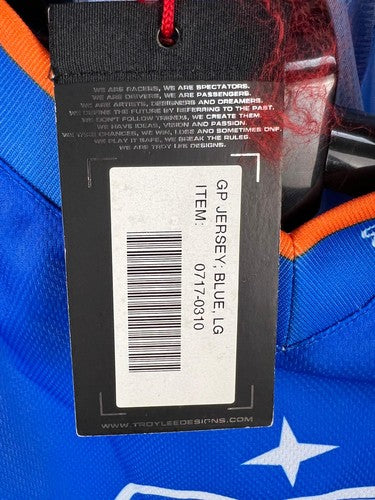 WE ARE RACERS, WE ARE SPECTATORS.
WE ARE DRIVERS, WE ARE PASSENGERS.
WE ARE ARTISTS, DESIGNERS AND DREAMERS.
WE DEFINE THE FUTURE BY REFERRING TO THE PAST.
WE DON'T FOLLOW TRENDS, WE CREATE THEM.
WE HAVE IDEAS, VISION AND PASSION.
WE TAKE CHANCES, WE WIN, LOSE AND SOMETIMES DNF.
WE PLAY IT SAFE, WE BREAK THE RULES.
WE ARE TROY LEE DESIGNS.
GP JERSEY; BLUE, LG
ITEM: 0717-0310
WWW.TROYLEEDESIGNS.COM